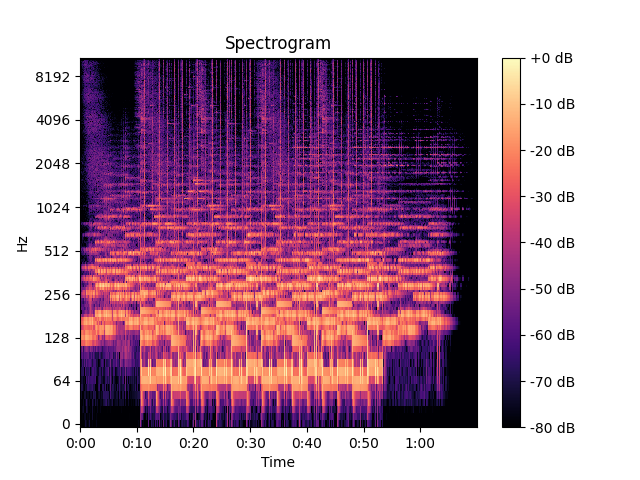 Spectrogram
8192
4096
2048
1024
512
256
128
64
0
Hz
0:00 0:10 0:20 0:30 0:40 0:50 1:00
Time
+0 dB
-10 dB
-20 dB
-30 dB
-40 dB
-50 dB
-60 dB
-70 dB
-80 dB